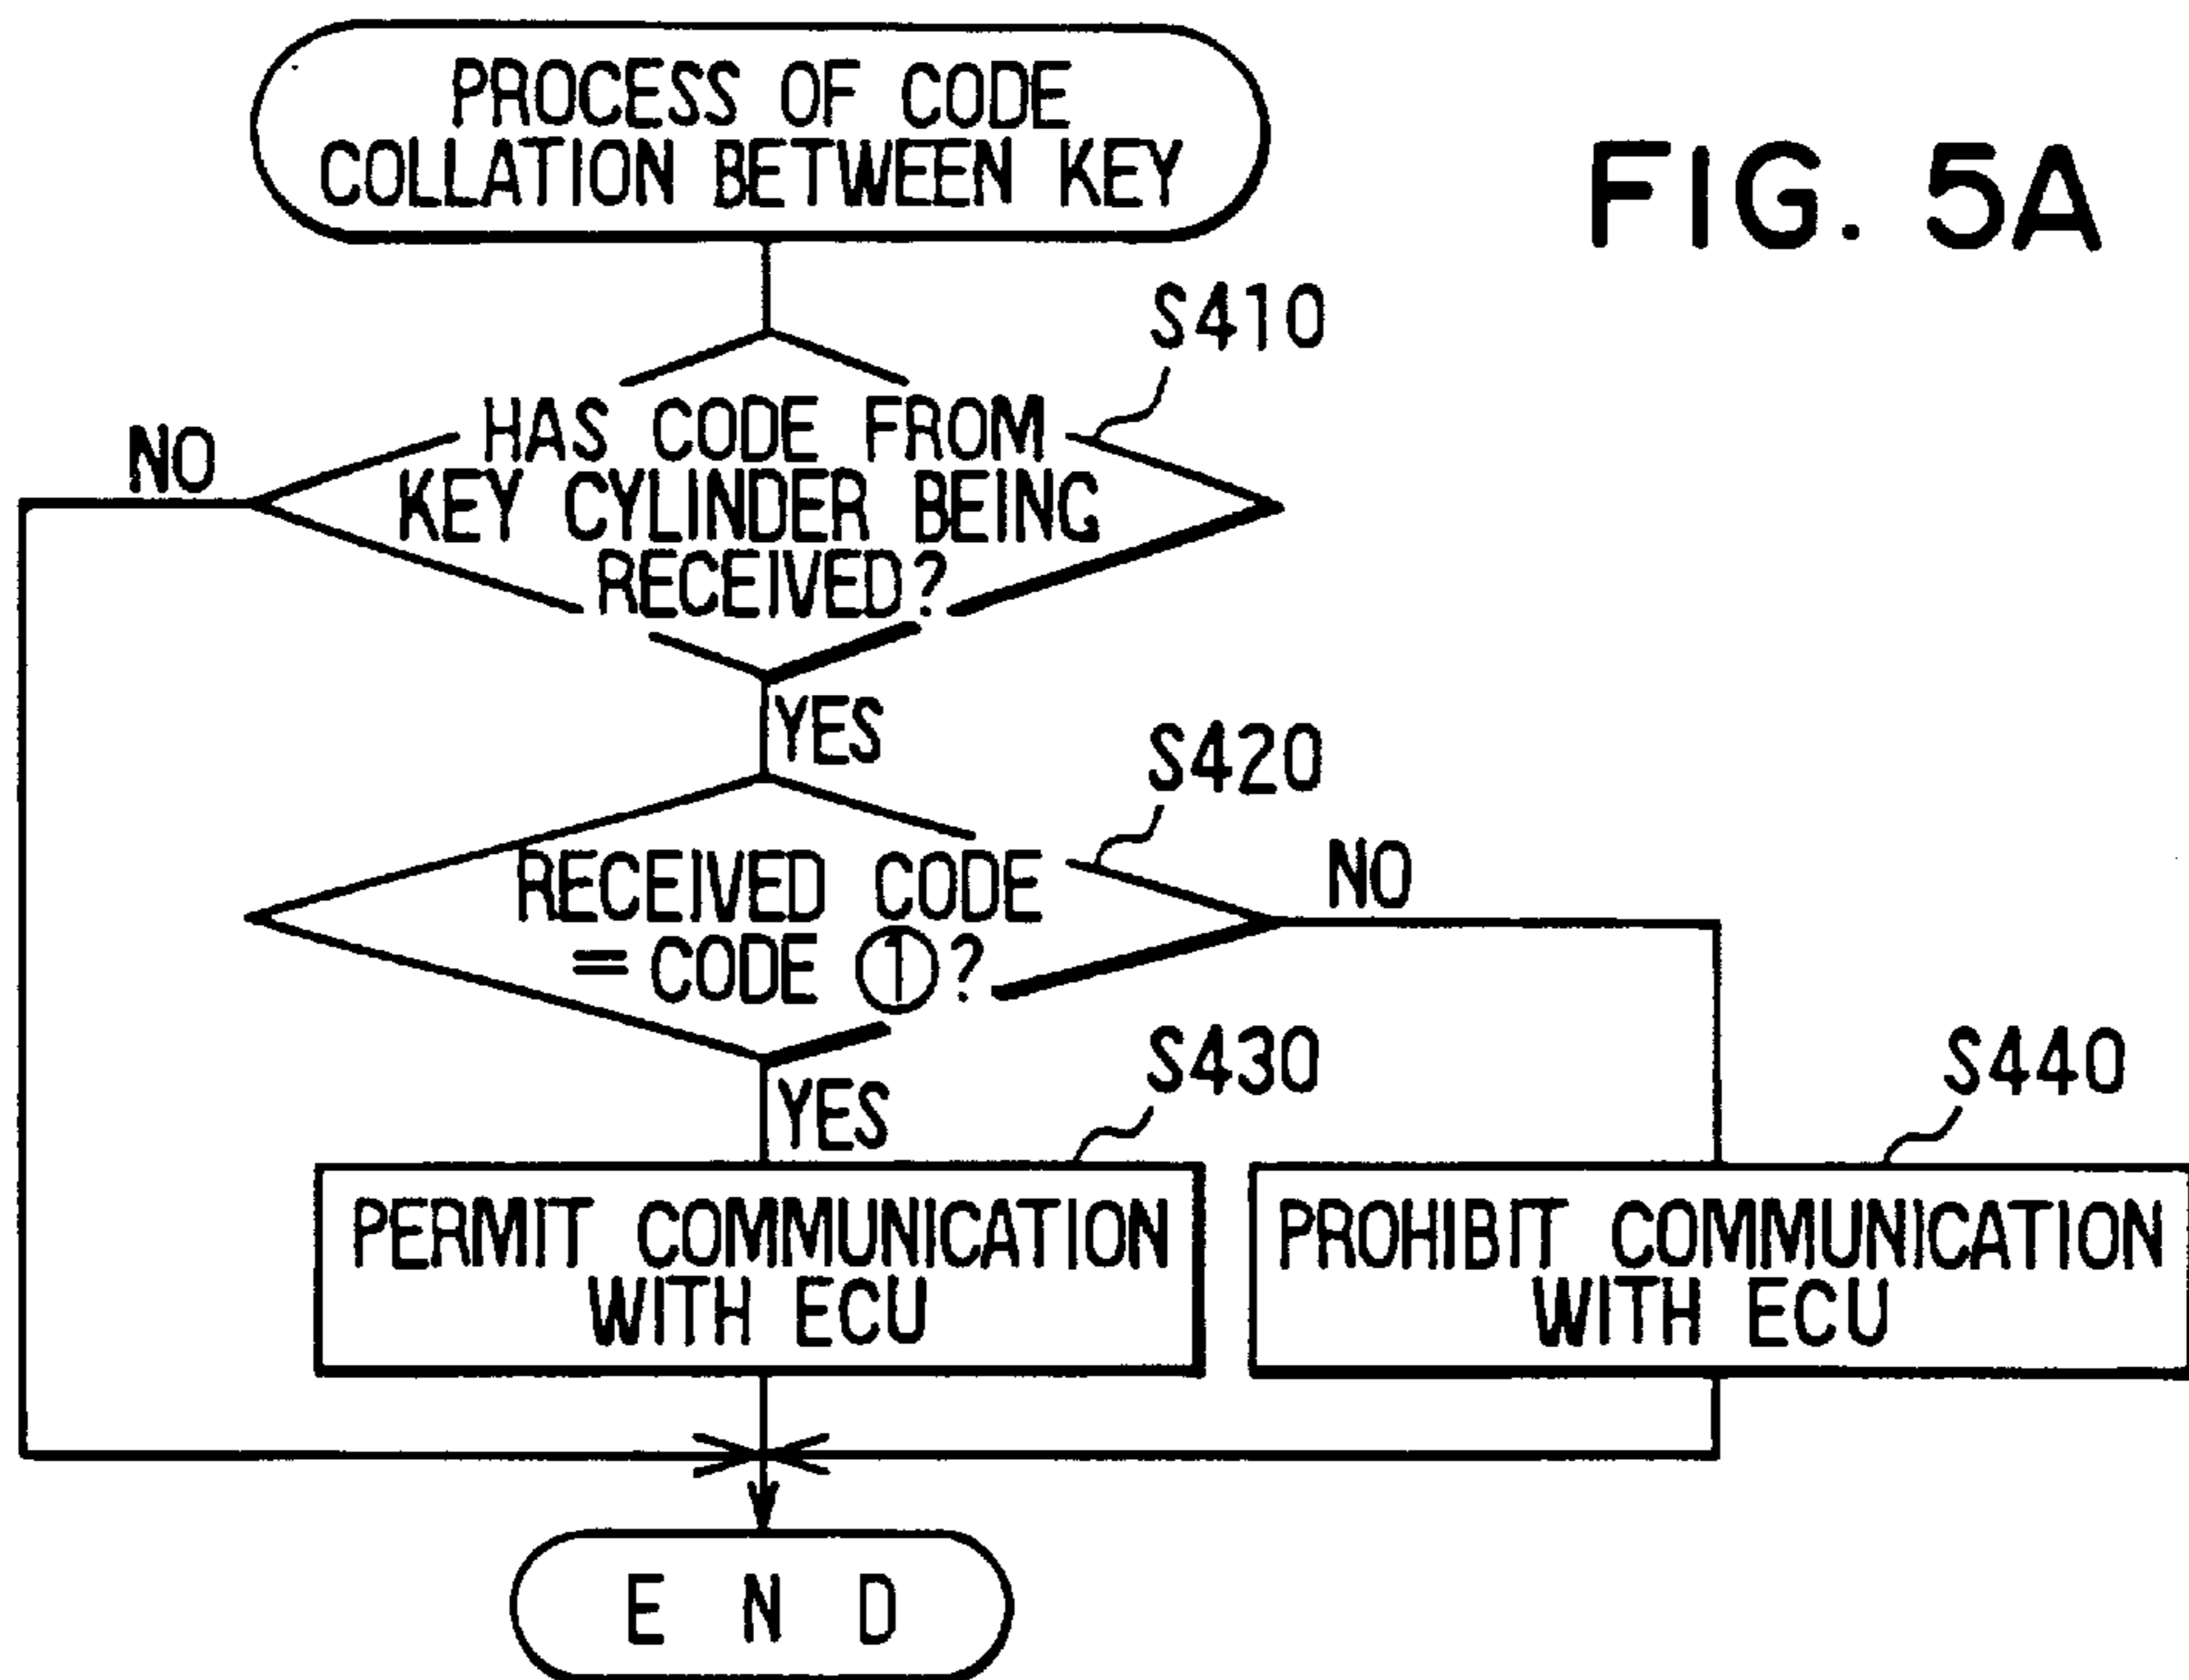 PROCESS OF CODE
COLLATION BETWEEN KEY
FIG. 5A
S410
HAS CODE FROM
KEY CYLINDER BEING
RECEIVED?
NO
YES
S420
RECEIVED CODE
= CODE ①?
NO
YES
S430
S440
PERMIT COMMUNICATION
WITH ECU
PROHIBIT COMMUNICATION
WITH ECU
E N D